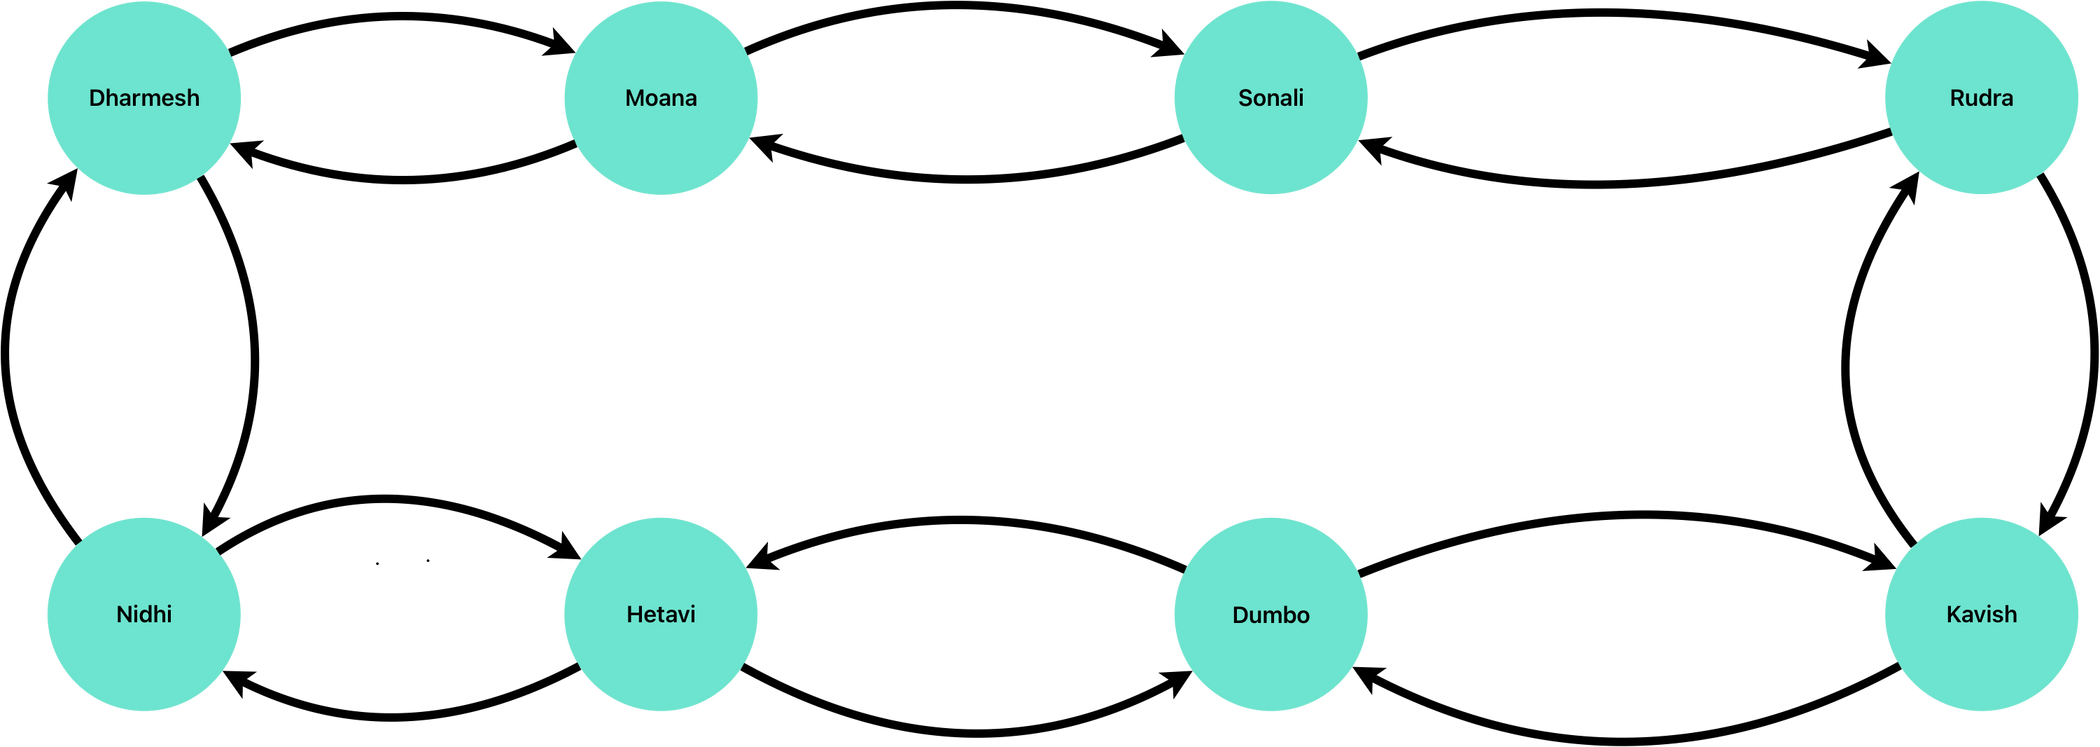 Dharmesh
Moana
Sonali
Rudra
Nidhi
Hetavi
Dumbo
Kavish